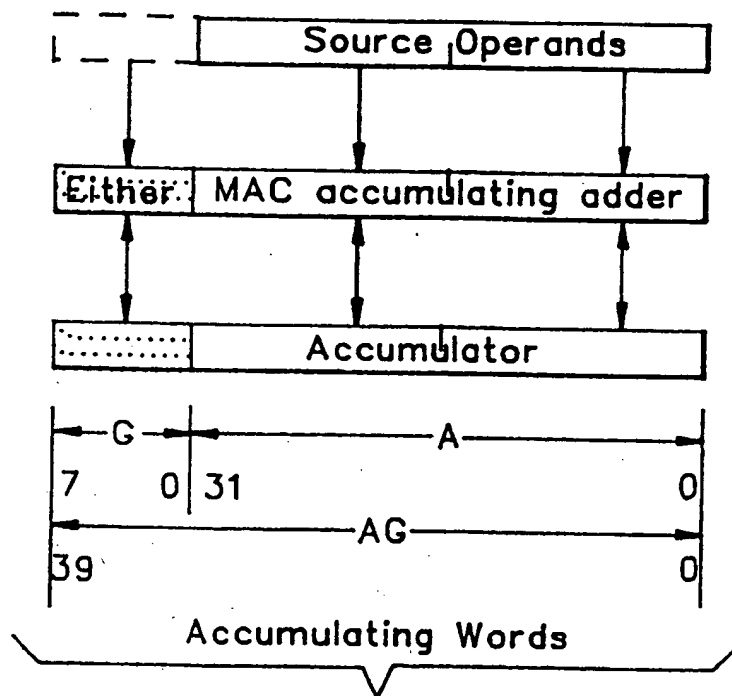 Source Operands
Either MAC accumulating adder
Accumulator
G A
7 0 31 0
AG
39 0
Accumulating Words